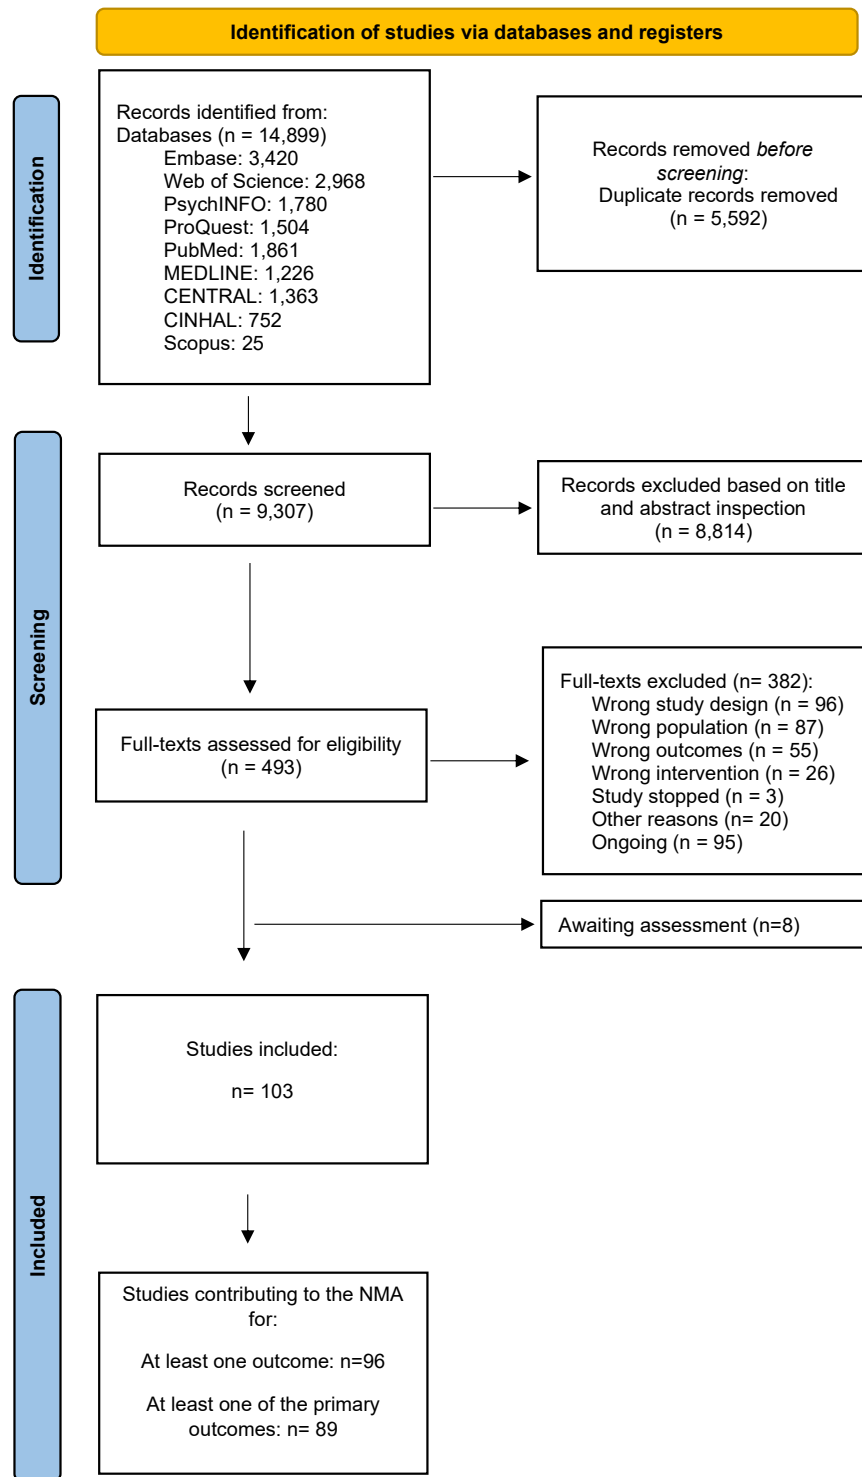 Identification of studies via databases and registers
Identification
Records identified from:
Databases (n = 14,899)
Embase: 3,420
Web of Science: 2,968
PsychINFO: 1,780
ProQuest: 1,504
PubMed: 1,861
MEDLINE: 1,226
CENTRAL: 1,363
CINHAL: 752
Scopus: 25
Records removed before
screening:
Duplicate records removed
(n = 5,592)
Screening
Records screened
(n = 9,307)
Records excluded based on title
and abstract inspection
(n = 8,814)
Full-texts assessed for eligibility
(n = 493)
Full-texts excluded (n= 382):
Wrong study design (n = 96)
Wrong population (n = 87)
Wrong outcomes (n = 55)
Wrong intervention (n = 26)
Study stopped (n = 3)
Other reasons (n= 20)
Ongoing (n = 95)
Awaiting assessment (n=8)
Included
Studies included:
n= 103
Studies contributing to the NMA
for:
At least one outcome: n=96
At least one of the primary
outcomes: n= 89